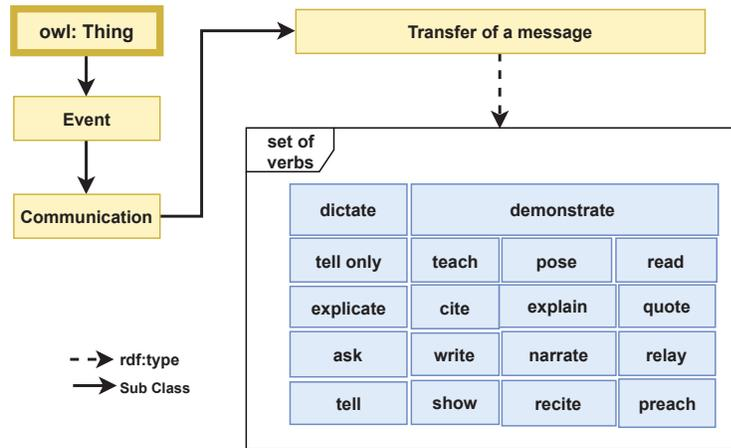 owl: Thing
Transfer of a message
Event
Communication
set of
verbs
dictate demonstrate
tell only teach pose read
explicate cite explain quote
ask write narrate relay
tell show recite preach
rdf:type
Sub Class